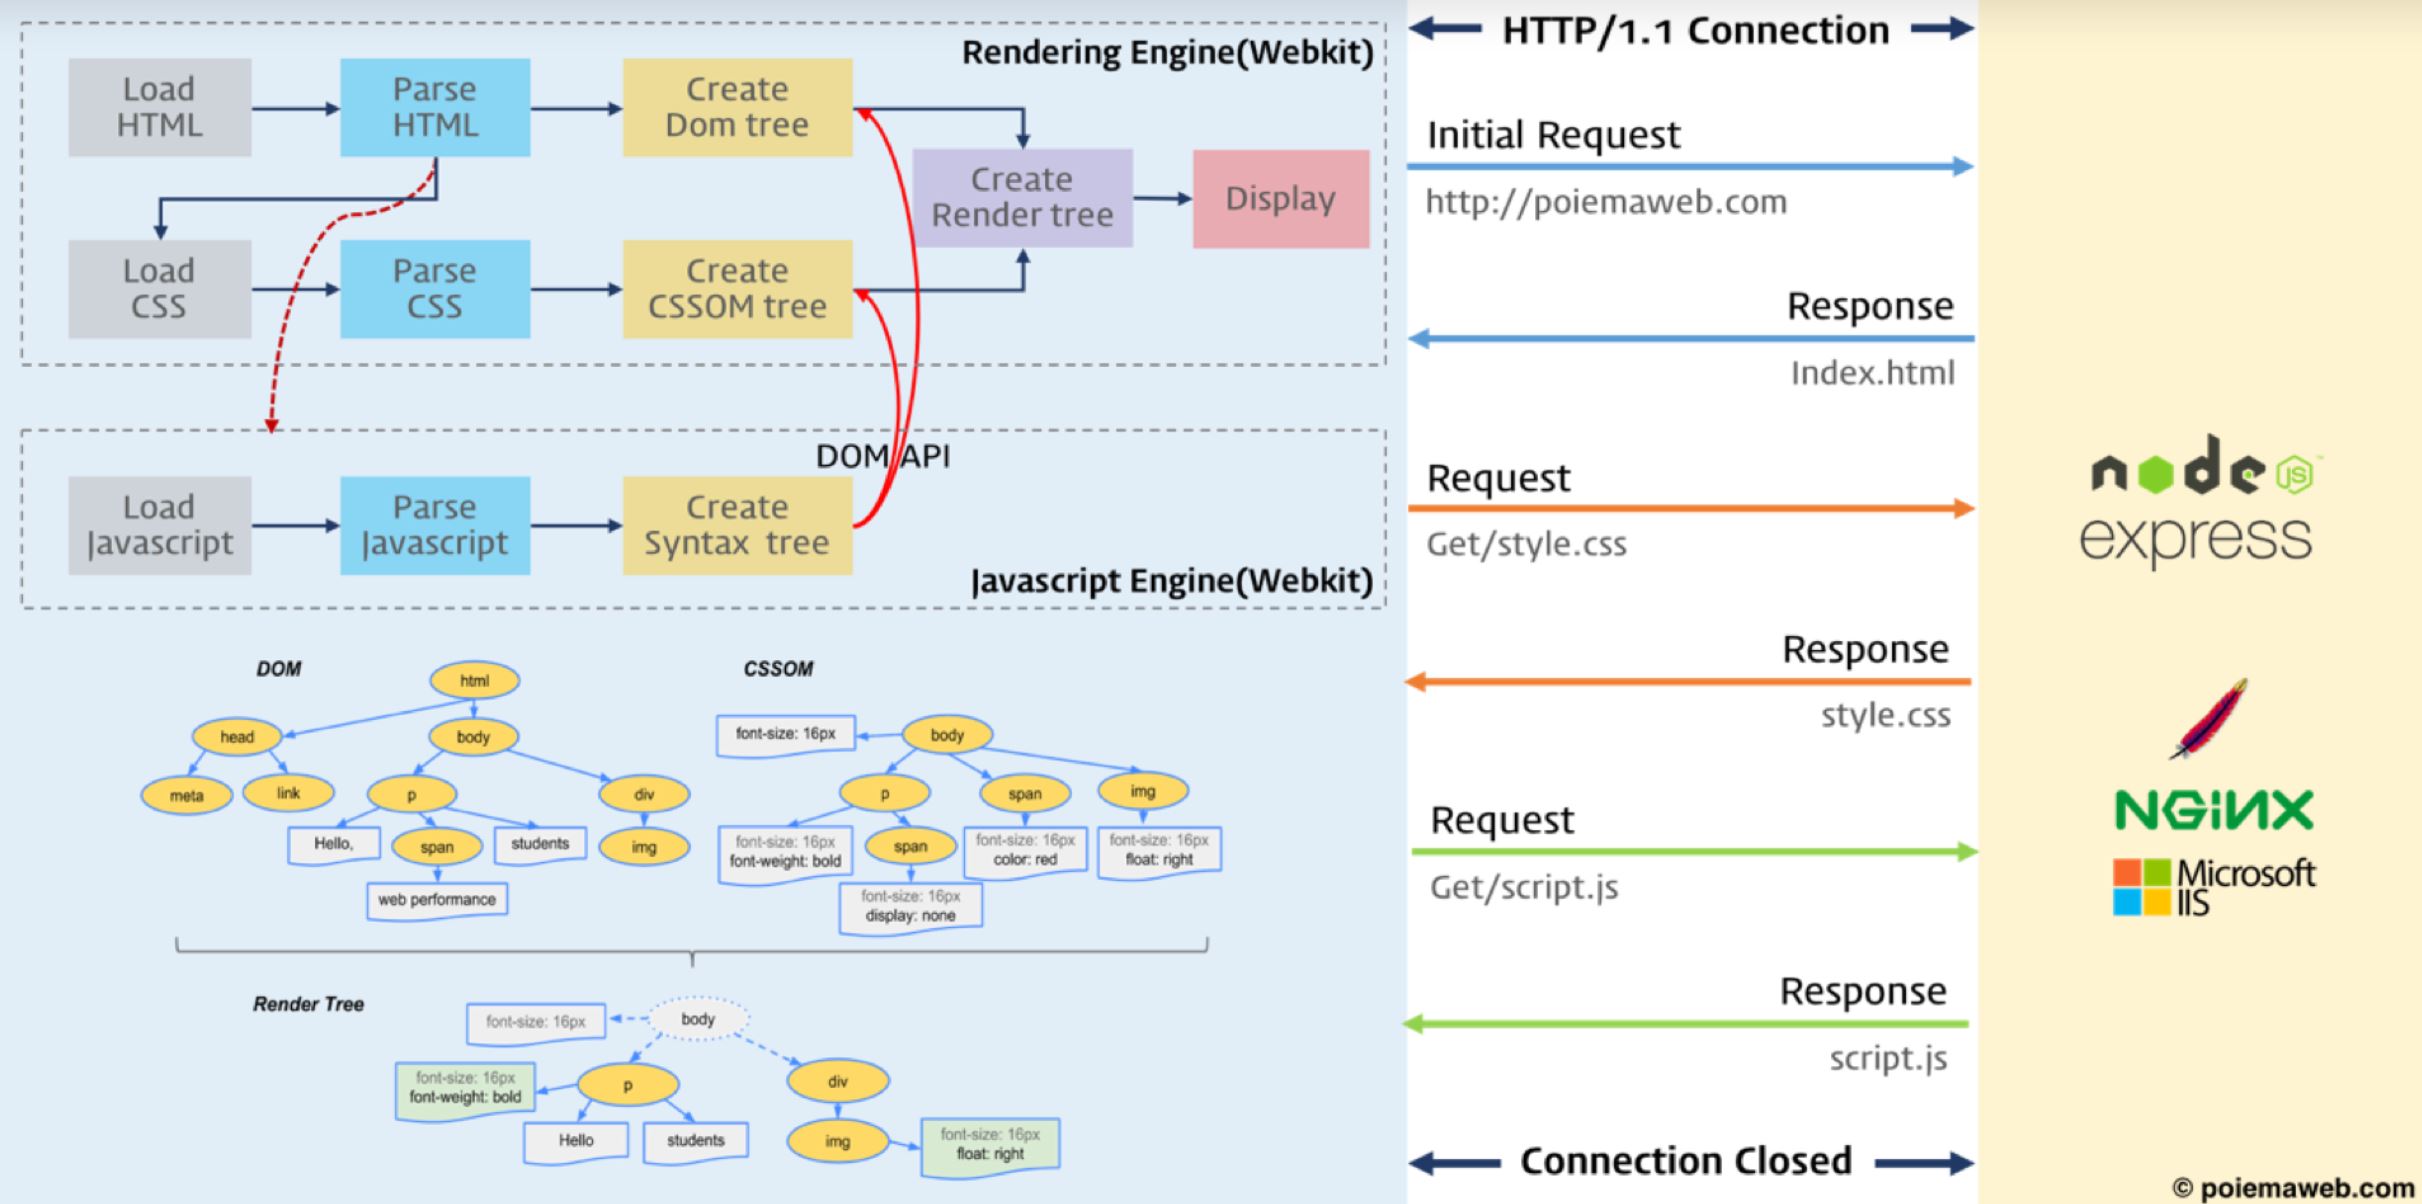 Rendering Engine(Webkit)
Load
HTML
Parse
HTML
Create
Dom tree
Create
Render tree
Display
Load
CSS
Parse
CSS
Create
CSSOM tree
DOM API
Load
Javascript
Parse
Javascript
Create
Syntax tree
Javascript Engine(Webkit)
DOM
html
head
body
meta
link
p
div
Hello,
span
students
img
web performance
CSSOM
font-size: 16px
body
p
span
img
font-size: 16px
font-weight: bold
span
font-size: 16px
color: red
font-size: 16px
float: right
font-size: 16px
display: none
Render Tree
font-size: 16px
body
font-size: 16px
font-weight: bold
p
div
Hello
students
img
font-size: 16px
float: right
HTTP/1.1 Connection
Initial Request
http://poiemaweb.com
Response
Index.html
Request
Get/style.css
Response
style.css
Request
Get/script.js
Response
script.js
Connection Closed
node JS ™
express
NGINX
Microsoft
IIS
© poiemaweb.com